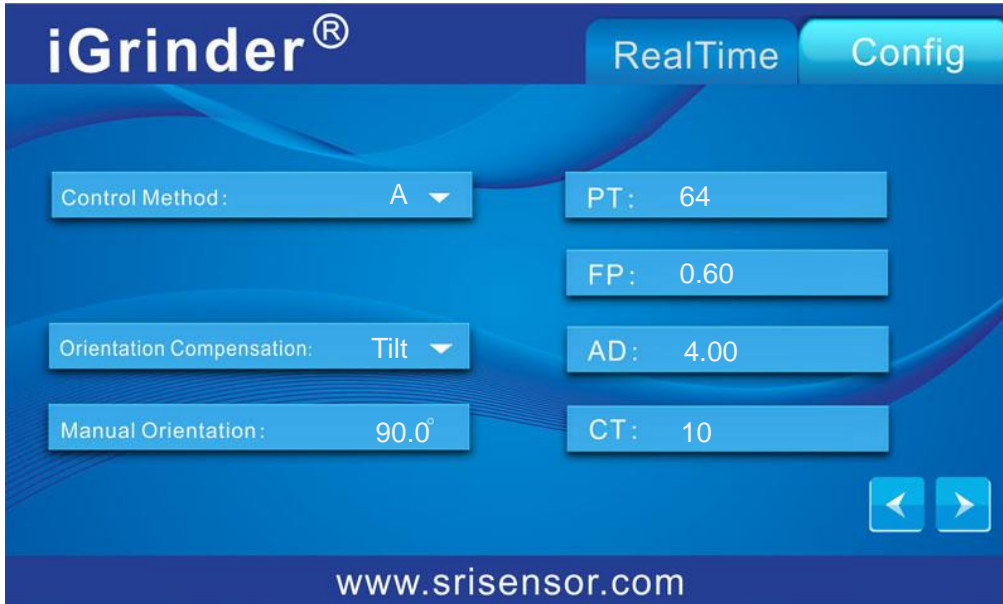 iGrinder®
RealTime
Config
Control Method: A
PT: 64
FP: 0.60
Orientation Compensation: Tilt
AD: 4.00
Manual Orientation: 90.0°
CT: 10
www.srisensor.com